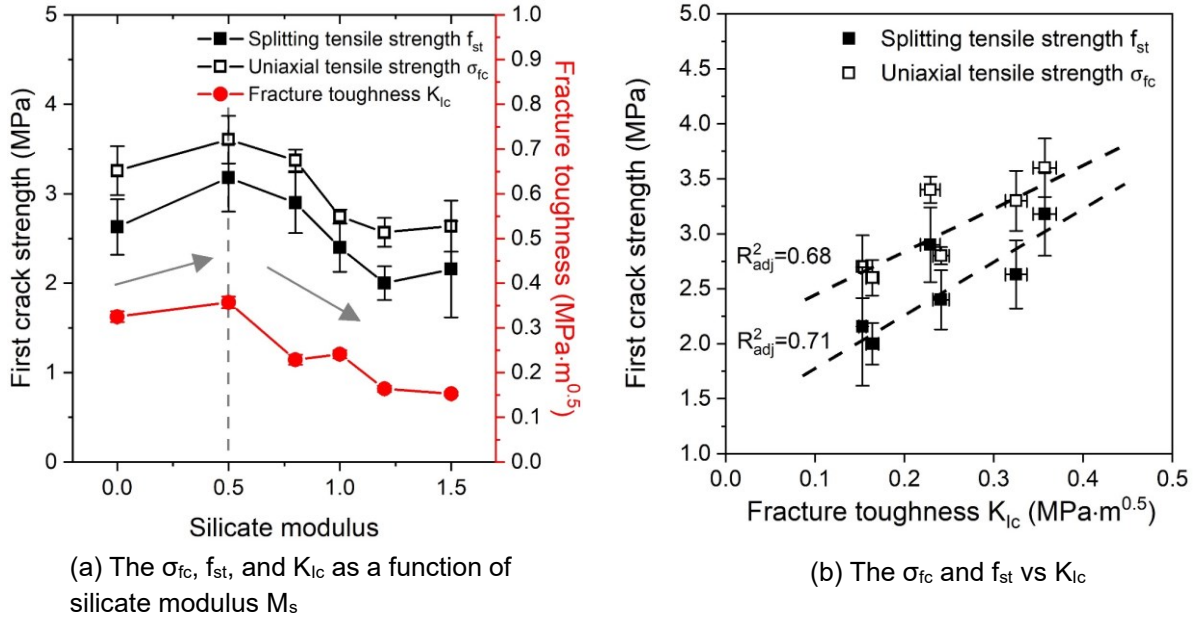 Splitting tensile strength fst
Uniaxial tensile strength σfc
Fracture toughness KIc
First crack strength (MPa)
5
4
3
2
1
0
0.0
0.5
1.0
1.5
Silicate modulus
1.0
0.9
0.8
0.7
0.6
0.5
0.4
0.3
0.2
0.1
0.0
Fracture toughness (MPa·m0.5)
(a) The σfc, fst, and KIc as a function of
silicate modulus Ms
Splitting tensile strength fst
Uniaxial tensile strength σfc
First crack strength (MPa)
5.0
4.5
4.0
3.5
3.0
2.5
2.0
1.5
1.0
R2adj=0.68
R2adj=0.71
0.0
0.1
0.2
0.3
0.4
0.5
Fracture toughness KIc (MPa·m0.5)
(b) The σfc and fst vs KIc